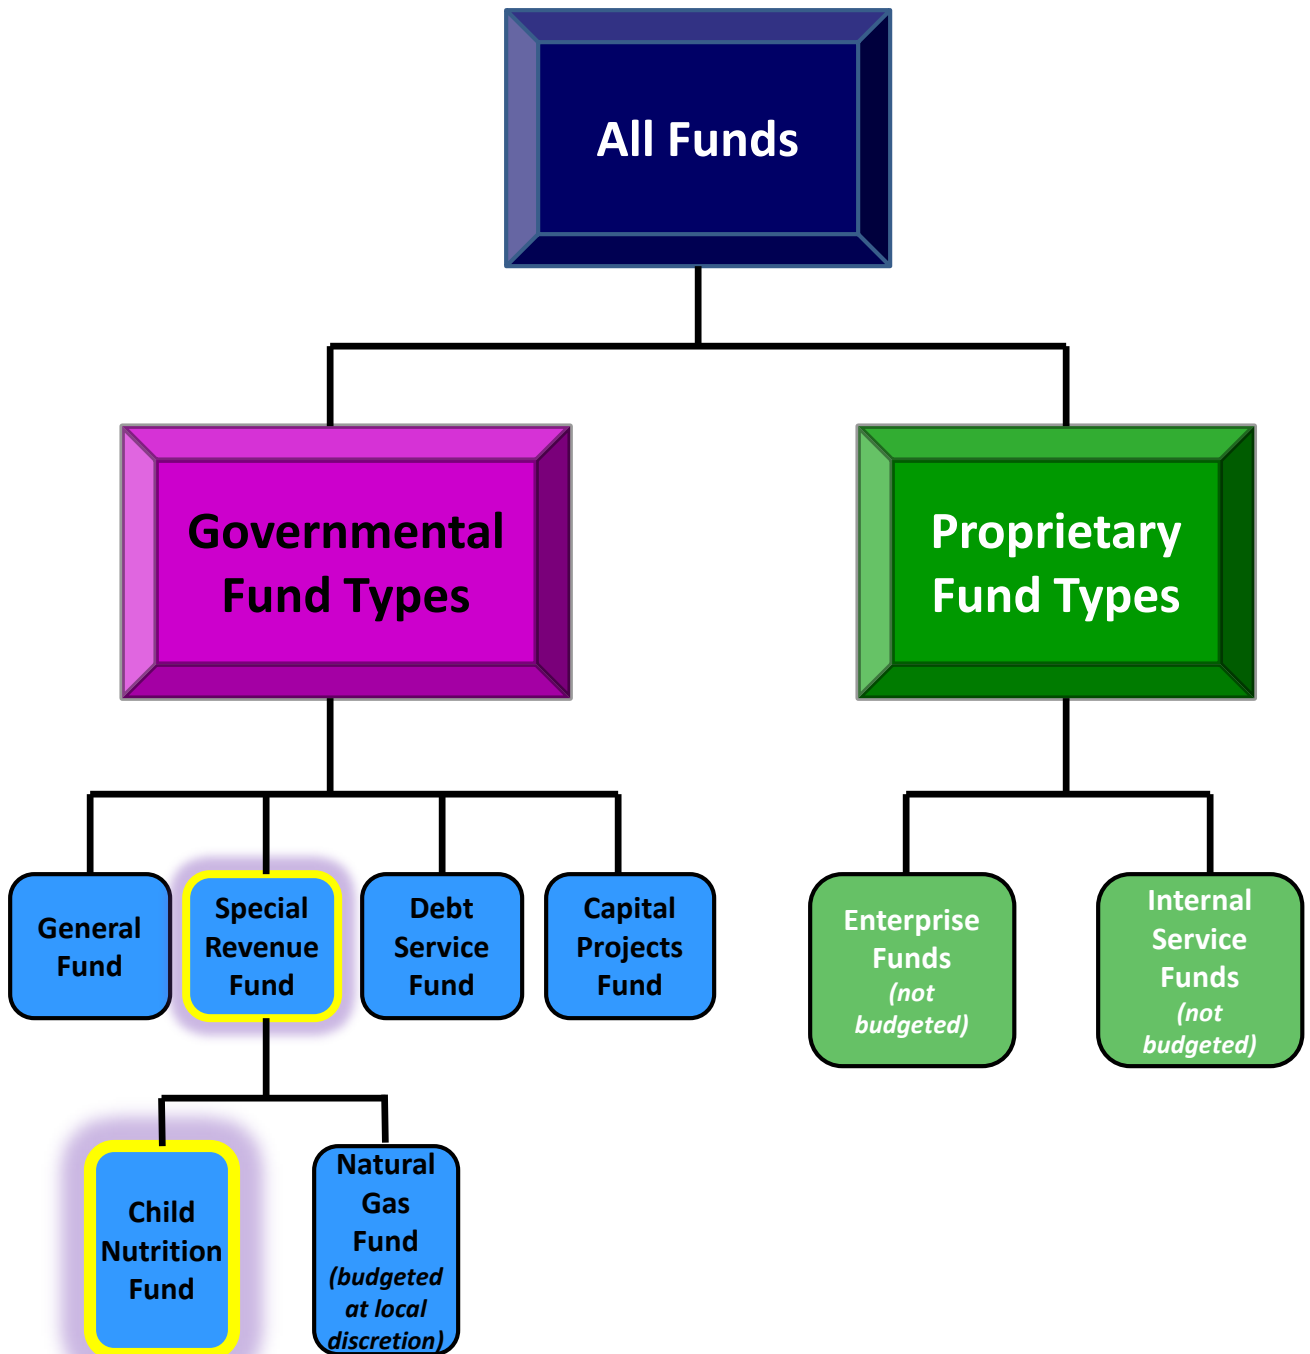 All Funds
Governmental
Fund Types
Proprietary
Fund Types
General
Fund
Special
Revenue
Fund
Debt
Service
Fund
Capital
Projects
Fund
Enterprise
Funds
(not
budgeted)
Internal
Service
Funds
(not
budgeted)
Child
Nutrition
Fund
Natural
Gas
Fund
(budgeted
at local
discretion)